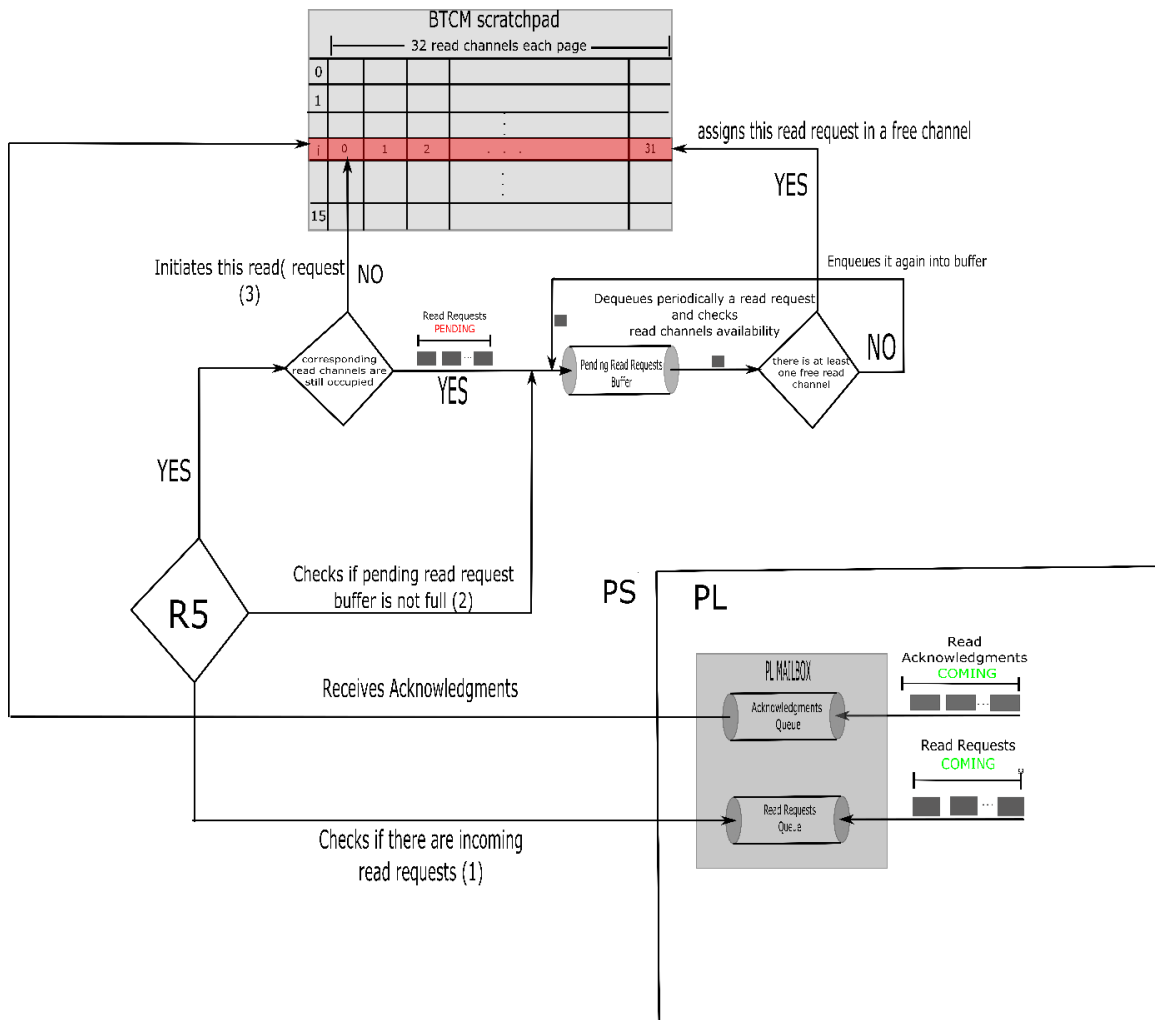 BTCM scratchpad
32 read channels each page
0
1
:
i 0 1 2 . . . 31
:
15
assigns this read request in a free channel
YES
Initiates this read( request
(3)
NO
Enqueues it again into buffer
Read Requests
PENDING
...
Dequeues periodically a read request
and checks
read channels availability
corresponding
read channels are
still occupied
YES
Pending Read Requests
Buffer
there is at least
one free read
channel
NO
YES
R5
Checks if pending read request
buffer is not full (2)
PS
PL
Receives Acknowledgments
PL MAILBOX
Acknowledgments
Queue
Read
Acknowledgments
COMING
...
Read Requests
COMING
...
Read Requests
Queue
Checks if there are incoming
read requests (1)